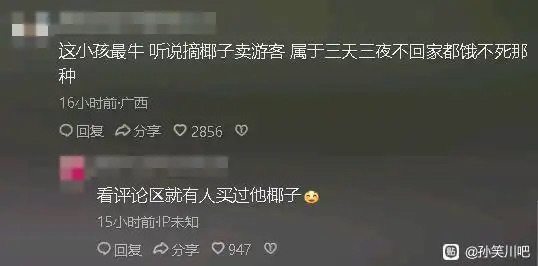 这小孩最牛 听说摘椰子卖游客 属于三天三夜不回家都饿不死那
种
16小时前·广西
回复 分享 2856
看评论区就有人买过他椰子
15小时前·IP未知
回复 分享 947
贴 @孙笑川吧